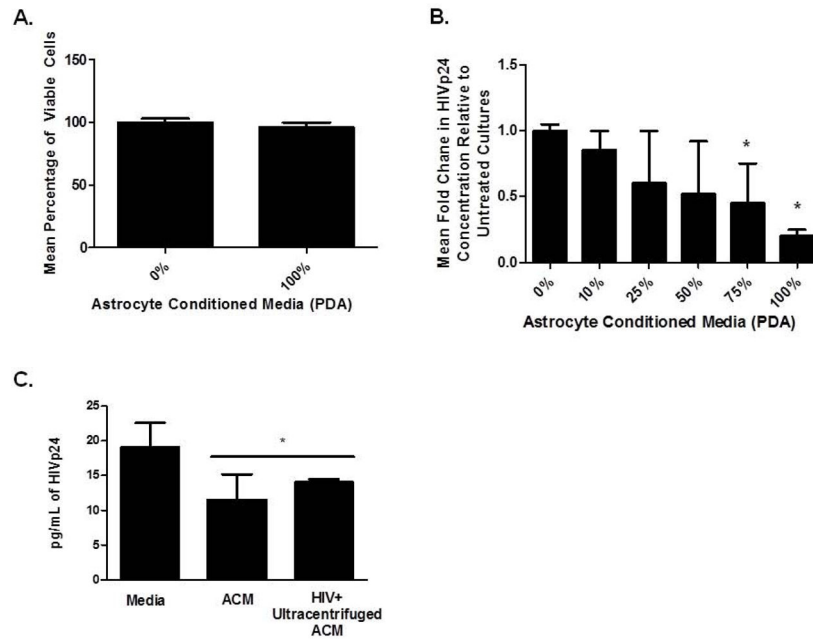 A.
Mean Percentage of Viable Cells
150
100
50
0
0%
100%
Astrocyte Conditioned Media (PDA)
B.
Mean Fold Chane in HIVp24
Concentration Relative to
Untreated Cultures
1.5
1.0
0.5
0.0
*
*
0%
10%
25%
50%
75%
100%
Astrocyte Conditioned Media (PDA)
C.
pg/mL of HIVp24
25
20
15
10
5
0
*
Media
ACM
HIV+
Ultracentrifuged
ACM